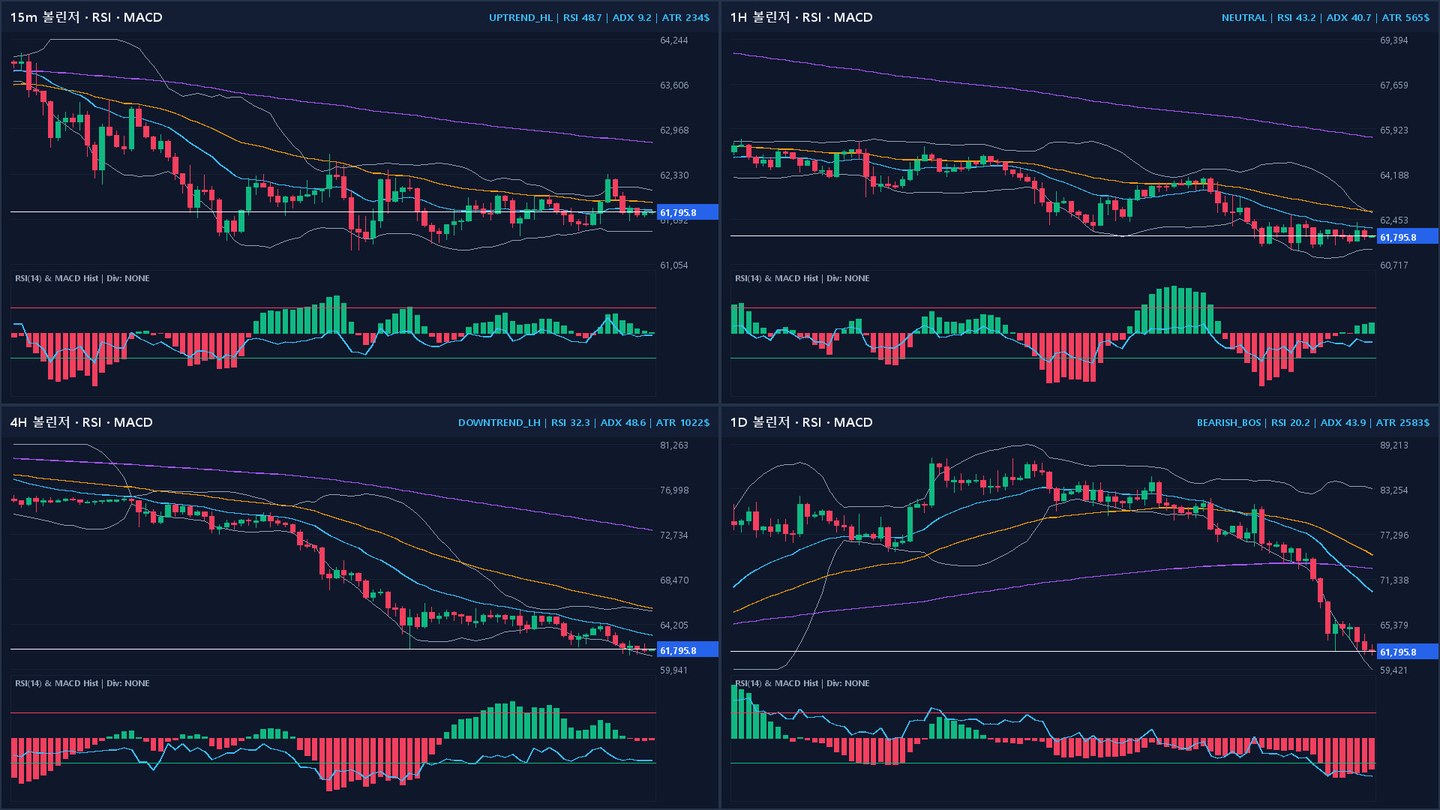 15m 볼린저 · RSI · MACD
UPTREND_HL | RSI 48.7 | ADX 9.2 | ATR 234$
64,244
63,606
62,968
62,330
61,795.8
61,692
61,054
RSI(14) & MACD Hist | Div: NONE
1H 볼린저 · RSI · MACD
NEUTRAL | RSI 43.2 | ADX 40.7 | ATR 565$
69,394
67,659
65,923
64,188
62,453
61,795.8
60,717
RSI(14) & MACD Hist | Div: NONE
4H 볼린저 · RSI · MACD
DOWNTREND_LH | RSI 32.3 | ADX 48.6 | ATR 1022$
81,263
76,998
72,734
68,470
64,205
61,795.8
59,941
RSI(14) & MACD Hist | Div: NONE
1D 볼린저 · RSI · MACD
BEARISH_BOS | RSI 20.2 | ADX 43.9 | ATR 2583$
89,213
83,254
77,296
71,338
65,379
61,795.8
59,421
RSI(14) & MACD Hist | Div: NONE